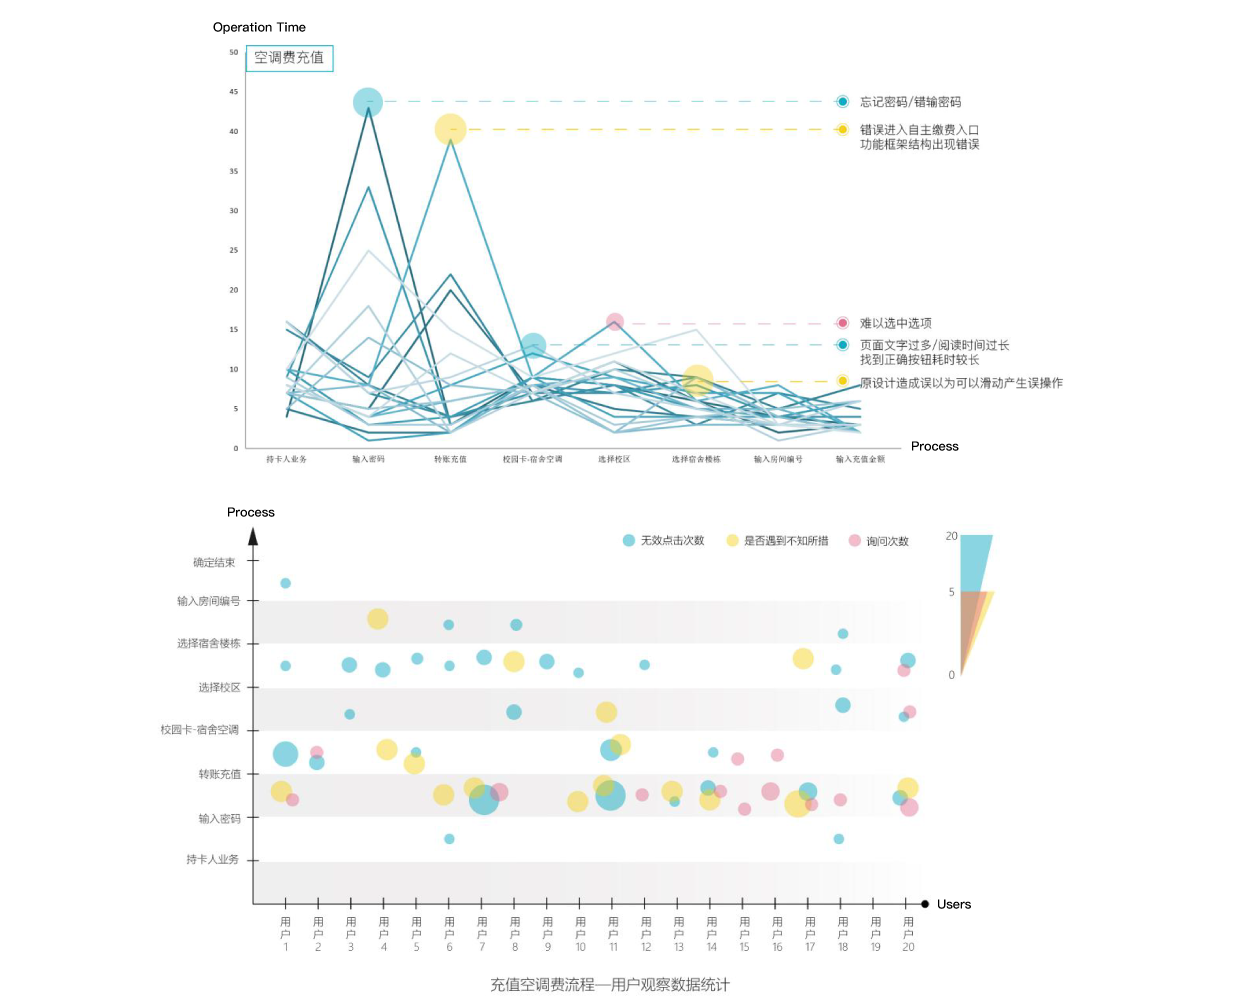 Operation Time
50
空调费充值
45
忘记密码/错输密码
40
错误进入自主缴费入口
功能框架结构出现错误
35
30
25
20
15
难以选中选项
页面文字过多/阅读时间过长
找到正确按钮耗时较长
10
原设计造成误以为可以滑动产生误操作
5
0
Process
持卡人业务 输入密码 转账充值 校园卡-宿舍空调 选择校区 选择宿舍楼栋 输入房间编号 输入充值金额
Process
无效点击次数 是否遇到不知所措 询问次数
20
5
0
确定结束
输入房间编号
选择宿舍楼栋
选择校区
校园卡-宿舍空调
转账充值
输入密码
持卡人业务
Users
用户1 用户2 用户3 用户4 用户5 用户6 用户7 用户8 用户9 用户10 用户11 用户12 用户13 用户14 用户15 用户16 用户17 用户18 用户19 用户20
充值空调费流程—用户观察数据统计